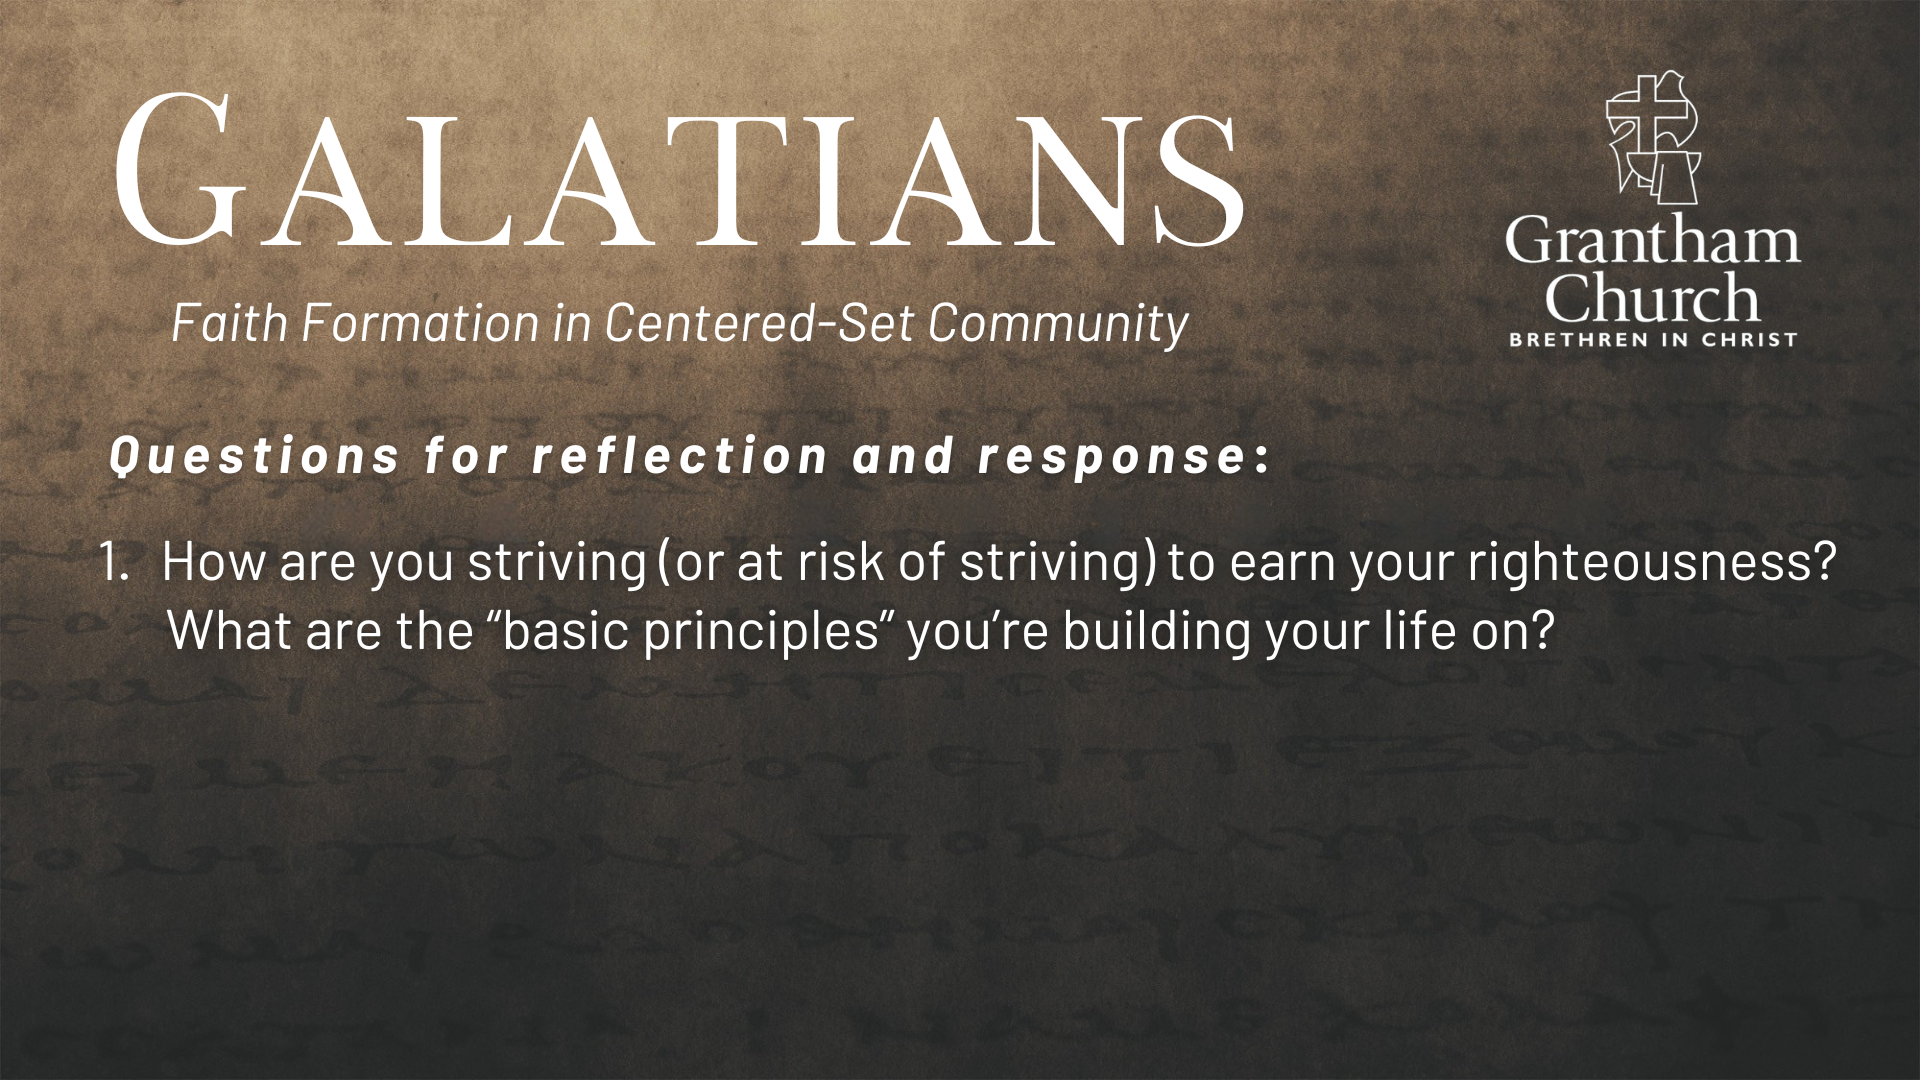 GALATIANS
Faith Formation in Centered-Set Community
Grantham
Church
BRETHREN IN CHRIST
Questions for reflection and response:
1. How are you striving (or at risk of striving) to earn your righteousness?
What are the “basic principles” you’re building your life on?